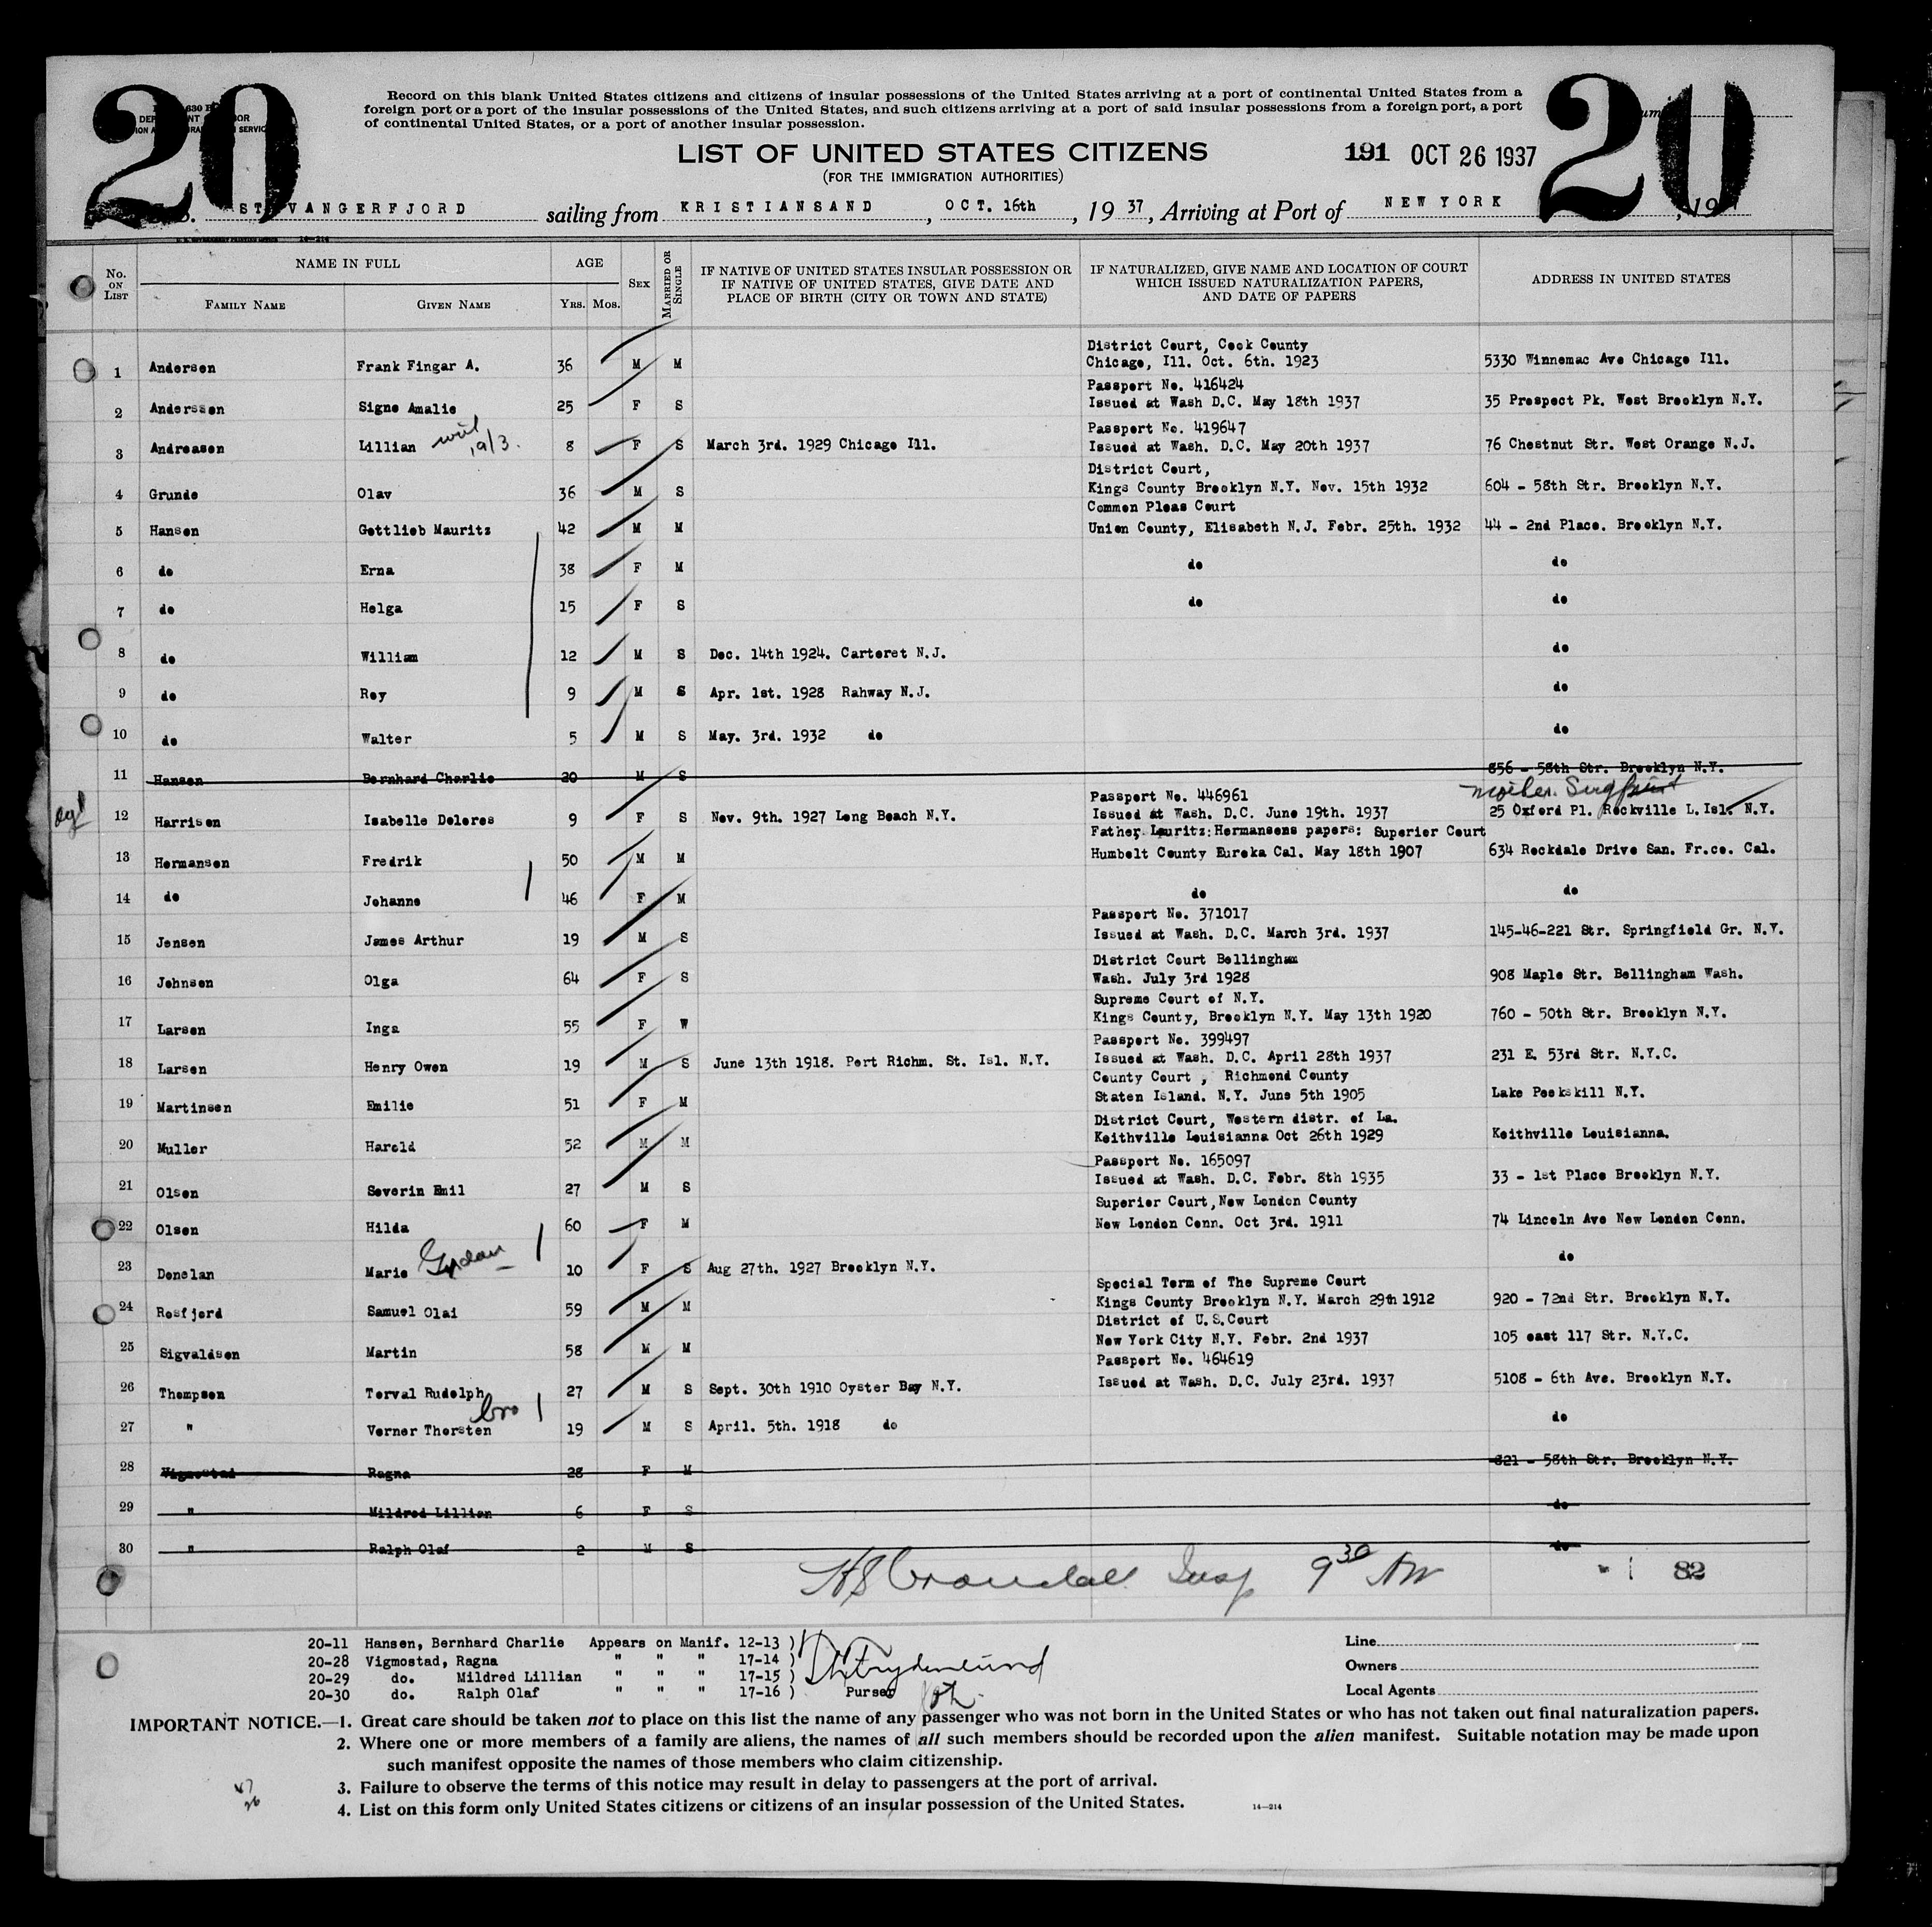 20
20
Record on this blank United States citizens and citizens of insular possessions of the United States arriving at a port of continental United States from a
foreign port or a port of the insular possessions of the United States, and such citizens arriving at a port of said insular possessions from a foreign port, a port
of continental United States, or a port of another insular possession.
LIST OF UNITED STATES CITIZENS
191 OCT 26 1937
(FOR THE IMMIGRATION AUTHORITIES)
S. STAVANGERFJORD sailing from KRISTIANSAND, OCT. 16th, 19 37, Arriving at Port of NEW YORK, 19
14-214
No. ON LIST
NAME IN FULL
FAMILY NAME
GIVEN NAME
AGE
YRS. MOS.
SEX
MARRIED OR SINGLE
IF NATIVE OF UNITED STATES INSULAR POSSESSION OR
IF NATIVE OF UNITED STATES, GIVE DATE AND
PLACE OF BIRTH (CITY OR TOWN AND STATE)
IF NATURALIZED, GIVE NAME AND LOCATION OF COURT
WHICH ISSUED NATURALIZATION PAPERS,
AND DATE OF PAPERS
ADDRESS IN UNITED STATES
District Court, Cook County
1 Andersen Frank Fingar A. 36 M M Chicago, Ill. Oct. 6th. 1923 5330 Winnemac Ave Chicago Ill.
Passport No. 416424
2 Anderssen Signe Amalie 25 F S Issued at Wash D.C. May 18th 1937 35 Prospect Pk. West Brooklyn N.Y.
Passport No. 419647
3 Andreasen Lillian 8 F S March 3rd. 1929 Chicago Ill. Issued at Wash. D.C. May 20th 1937 76 Chestnut Str. West Orange N.J.
District Court,
4 Grunde Olav 36 M S Kings County Brooklyn N.Y. Nov. 15th 1932 604 - 58th Str. Brooklyn N.Y.
Common Pleas Court
5 Hansen Gottlieb Mauritz 42 M M Union County, Elisabeth N.J. Febr. 25th. 1932 44 - 2nd Place. Brooklyn N.Y.
6 do Erna 38 F M do do
7 do Helga 15 F S do do
8 do William 12 M S Dec. 14th 1924. Carteret N.J. do
9 do Roy 9 M S Apr. 1st. 1928 Rahway N.J. do
10 do Walter 5 M S May. 3rd. 1932 do do
11 Hansen Bernhard Charlie 20 M S 856 - 58th Str. Brooklyn N.Y.
Passport No. 446961
12 Harrisen Isabelle Dolores 9 F S Nov. 9th. 1927 Long Beach N.Y. Issued at Wash. D.C. June 19th. 1937 25 Oxford Pl. Rockville L.Isl. N.Y.
Father Lauritz Hermansens papers: Superior Court
13 Hermansen Fredrik 50 M M Humbolt County Eureka Cal. May 18th 1907 634 Rockdale Drive San. Fr.co. Cal.
14 do Johanne 46 F M do do
Passport No. 371017
15 Jensen James Arthur 19 M S Issued at Wash. D.C. March 3rd. 1937 145-46-221 Str. Springfield Gr. N.Y.
District Court Bellingham
16 Johnsen Olga 64 F S Wash. July 3rd 1928 908 Maple Str. Bellingham Wash.
Supreme Court of N.Y.
17 Larsen Inga 55 F W Kings County, Brooklyn N.Y. May 13th 1920 760 - 50th Str. Brooklyn N.Y.
Passport No. 399497
18 Larsen Henry Owen 19 M S June 13th 1918. Port Richm. St. Isl. N.Y. Issued at Wash. D.C. April 28th 1937 231 E. 53rd Str. N.Y.C.
County Court , Richmond County
19 Martinsen Emilie 51 F M Staten Island. N.Y. June 5th 1905 Lake Peekskill N.Y.
District Court, Western distr. of La.
20 Muller Harold 52 M M Keithville Louisianna Oct 26th 1929 Keithville Louisianna.
Passport No. 165097
21 Olsen Severin Emil 27 M S Issued at Wash. D.C. Febr. 8th 1935 33 - 1st Place Brooklyn N.Y.
Superior Court, New London County
22 Olsen Hilda 60 F M New London Conn. Oct 3rd. 1911 74 Lincoln Ave New London Conn.
23 Donolan Marie 10 F S Aug 27th. 1927 Brooklyn N.Y. do
Special Term of The Supreme Court
24 Rosfjord Samuel Olai 59 M M Kings County Brooklyn N.Y. March 29th 1912 920 - 72nd Str. Brooklyn N.Y.
District of U.S.Court
25 Sigvaldsen Martin 58 M M New York City N.Y. Febr. 2nd 1937 105 east 117 Str. N.Y.C.
Passport No. 464619
26 Thompson Torval Rudolph 27 M S Sept. 30th 1910 Oyster Bay N.Y. Issued at Wash. D.C. July 23rd. 1937 5108 - 6th Ave. Brooklyn N.Y.
bro
27 " Verner Thorsten 19 M S April. 5th. 1918 do do
28 Vigmostad Ragna 28 F M 821 - 58th Str. Brooklyn N.Y.
29 " Mildred Lillian 6 F S do
30 " Ralph Olaf 2 M S do
Insp 9 30 AM
82
20-11 Hansen, Bernhard Charlie Appears on Manif. 12-13 )
20-28 Vigmostad, Ragna " " " 17-14 )
20-29 do. Mildred Lillian " " " 17-15 )
20-30 do. Ralph Olaf " " " 17-16 ) Purser
Line
Owners
Local Agents
IMPORTANT NOTICE.—1. Great care should be taken not to place on this list the name of any passenger who was not born in the United States or who has not taken out final naturalization papers.
2. Where one or more members of a family are aliens, the names of all such members should be recorded upon the alien manifest. Suitable notation may be made upon
such manifest opposite the names of those members who claim citizenship.
3. Failure to observe the terms of this notice may result in delay to passengers at the port of arrival.
4. List on this form only United States citizens or citizens of an insular possession of the United States.
14-214